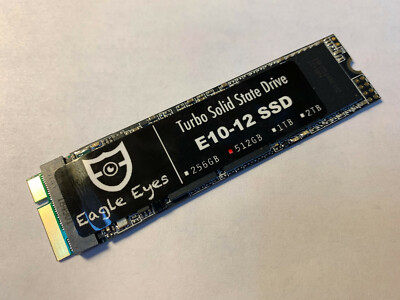 Eagle Eyes
Turbo Solid State Drive
E10-12 SSD
▪256GB ▪512GB ▪1TB ▪2TB